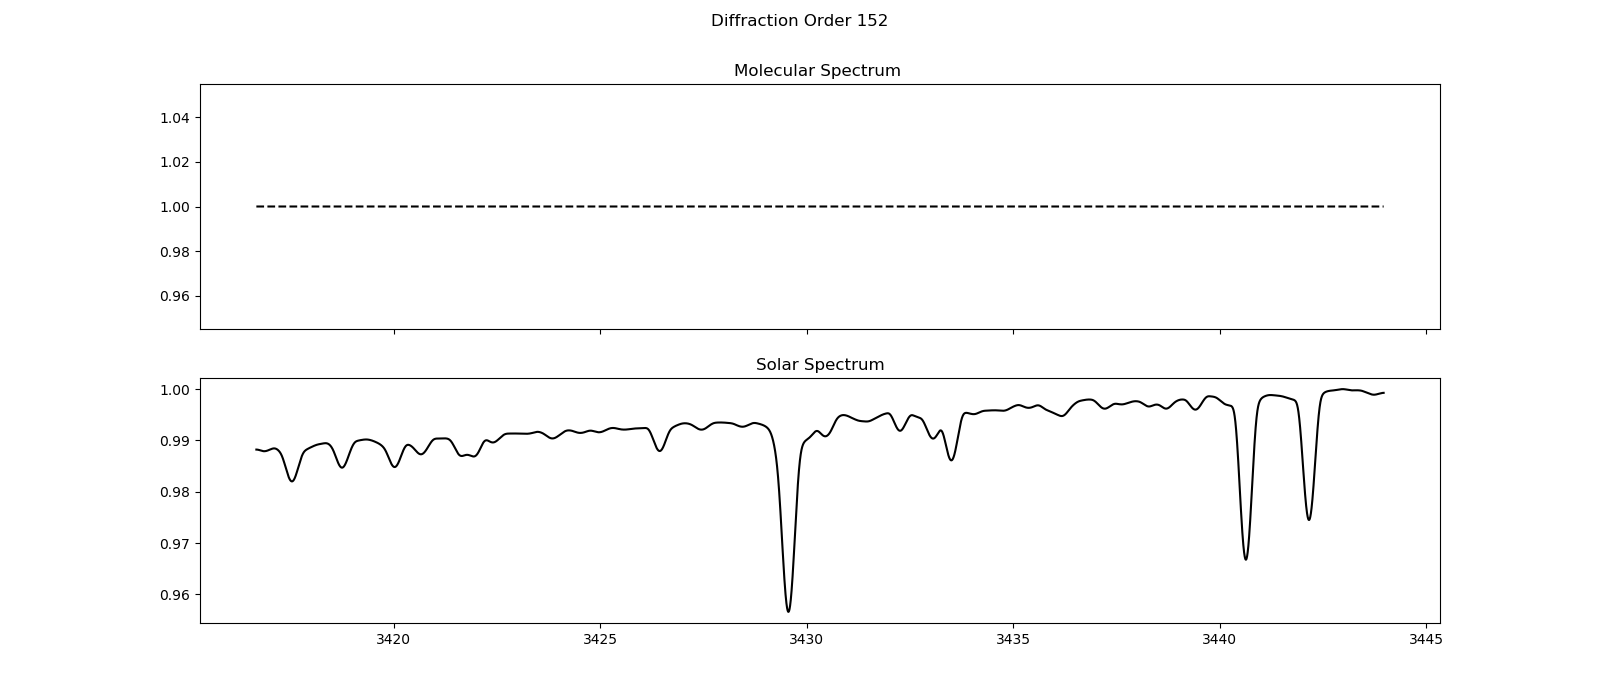 Diffraction Order 152
Molecular Spectrum
1.04
1.02
1.00
0.98
0.96
Solar Spectrum
1.00
0.99
0.98
0.97
0.96
3420 3425 3430 3435 3440 3445